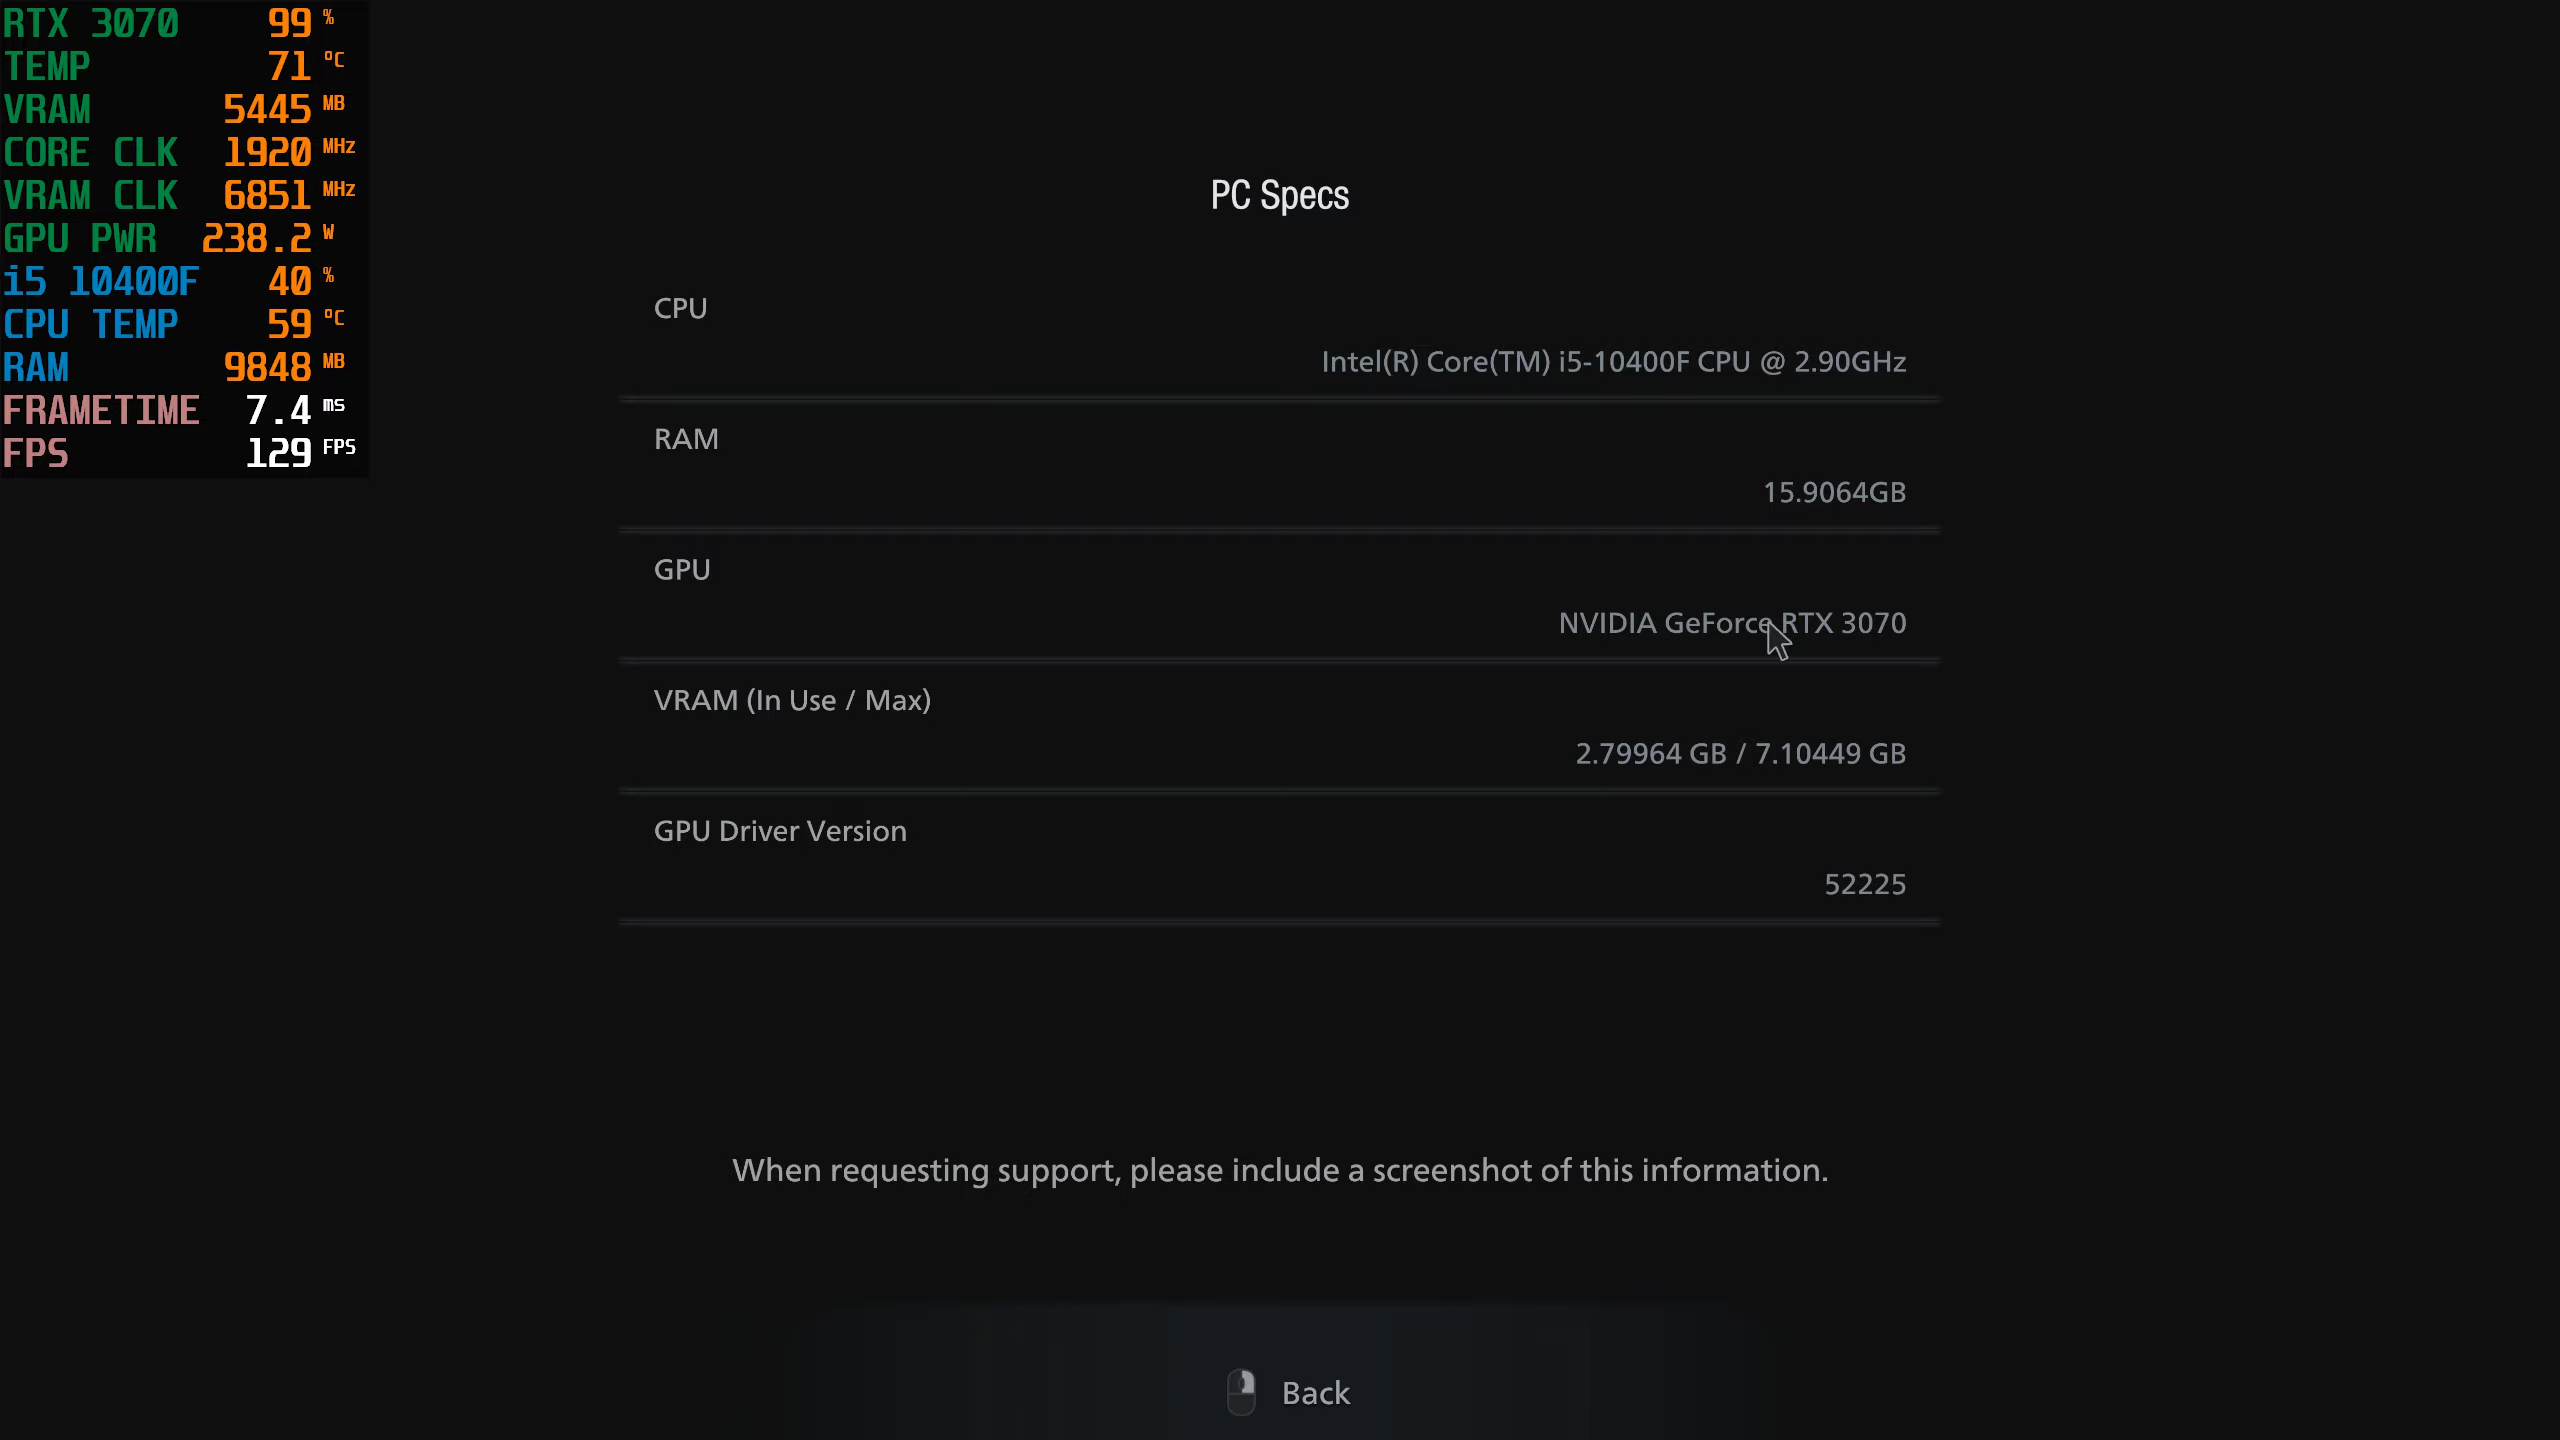 RTX 3070 99 %
TEMP 71 °C
VRAM 5445 MB
CORE CLK 1920 MHz
VRAM CLK 6851 MHz
GPU PWR 238.2 W
i5 10400F 40 %
CPU TEMP 59 °C
RAM 9848 MB
FRAMETIME 7.4 ms
FPS 129 FPS
PC Specs
CPU
Intel(R) Core(TM) i5-10400F CPU @ 2.90GHz
RAM
15.9064GB
GPU
NVIDIA GeForce RTX 3070
VRAM (In Use / Max)
2.79964 GB / 7.10449 GB
GPU Driver Version
52225
When requesting support, please include a screenshot of this information.
Back